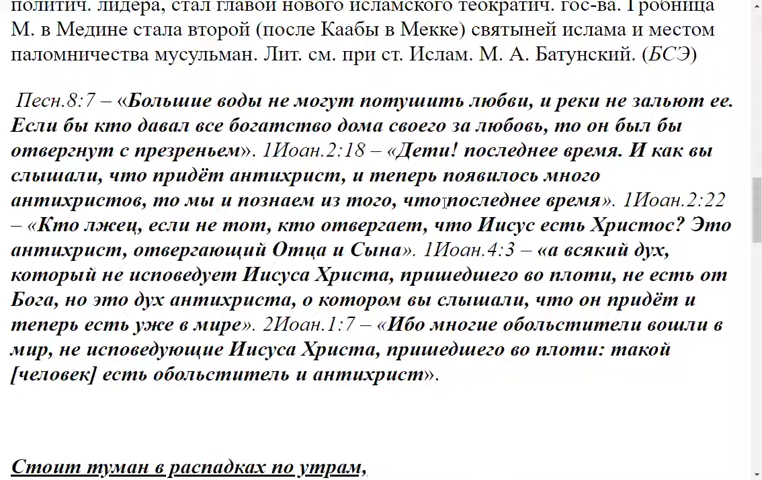 политич. лидера, стал главой нового исламского теократич. гос-ва. Гробница
М. в Медине стала второй (после Каабы в Мекке) святыней ислама и местом
паломничества мусульман. Лит. см. при ст. Ислам. М. А. Батунский. (БСЭ)
Песн.8:7 – «Большие воды не могут потушить любви, и реки не зальют ее.
Если бы кто давал все богатство дома своего за любовь, то он был бы
отвергнут с презреньем». 1Иоан.2:18 – «Дети! последнее время. И как вы
слышали, что придёт антихрист, и теперь появилось много
антихристов, то мы и познаем из того, что последнее время». 1Иоан.2:22
– «Кто лжец, если не тот, кто отвергает, что Иисус есть Христос? Это
антихрист, отвергающий Отца и Сына». 1Иоан.4:3 – «а всякий дух,
который не исповедует Иисуса Христа, пришедшего во плоти, не есть от
Бога, но это дух антихриста, о котором вы слышали, что он придёт и
теперь есть уже в мире». 2Иоан.1:7 – «Ибо многие обольстители вошли в
мир, не исповедующие Иисуса Христа, пришедшего во плоти: такой
[человек] есть обольститель и антихрист».
Стоит туман в распадках по утрам,